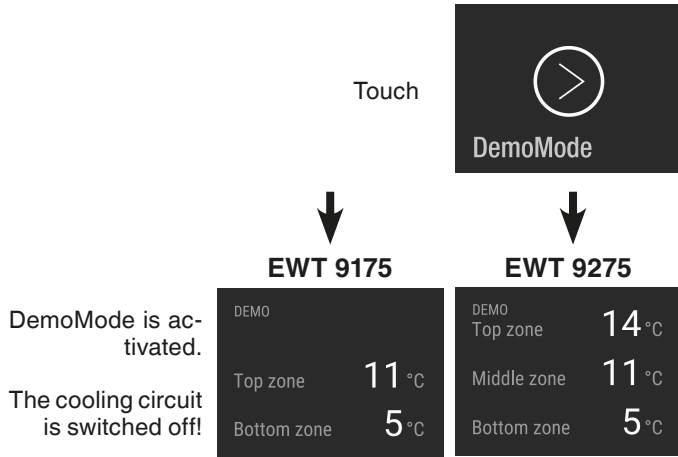 Touch
DemoMode
EWT 9175
EWT 9275
DemoMode is ac-
tivated.
The cooling circuit
is switched off!
DEMO
Top zone 11 °C
Bottom zone 5 °C
DEMO
Top zone 14 °C
Middle zone 11 °C
Bottom zone 5 °C